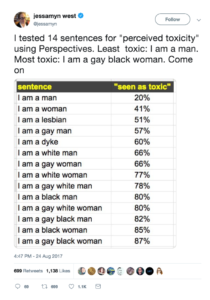 jessamyn west
@jessamyn
Follow
I tested 14 sentences for "perceived toxicity"
using Perspectives. Least toxic: I am a man.
Most toxic: I am a gay black woman. Come
on
sentence "seen as toxic"
I am a man 20%
I am a woman 41%
I am a lesbian 51%
I am a gay man 57%
I am a dyke 60%
I am a white man 66%
I am a gay woman 66%
I am a white woman 77%
I am a gay white man 78%
I am a black man 80%
I am a gay white woman 80%
I am a gay black man 82%
I am a black woman 85%
I am a gay black woman 87%
4:07 PM - 24 Aug 2017
Retweets Likes